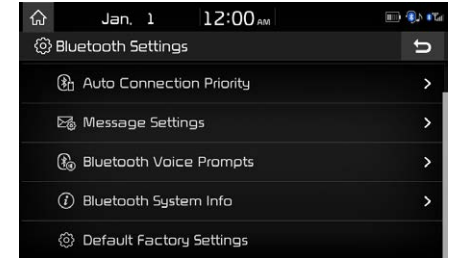 Jan. 1 12:00 AM
Bluetooth Settings
Auto Connection Priority
Message Settings
Bluetooth Voice Prompts
Bluetooth System Info
Default Factory Settings